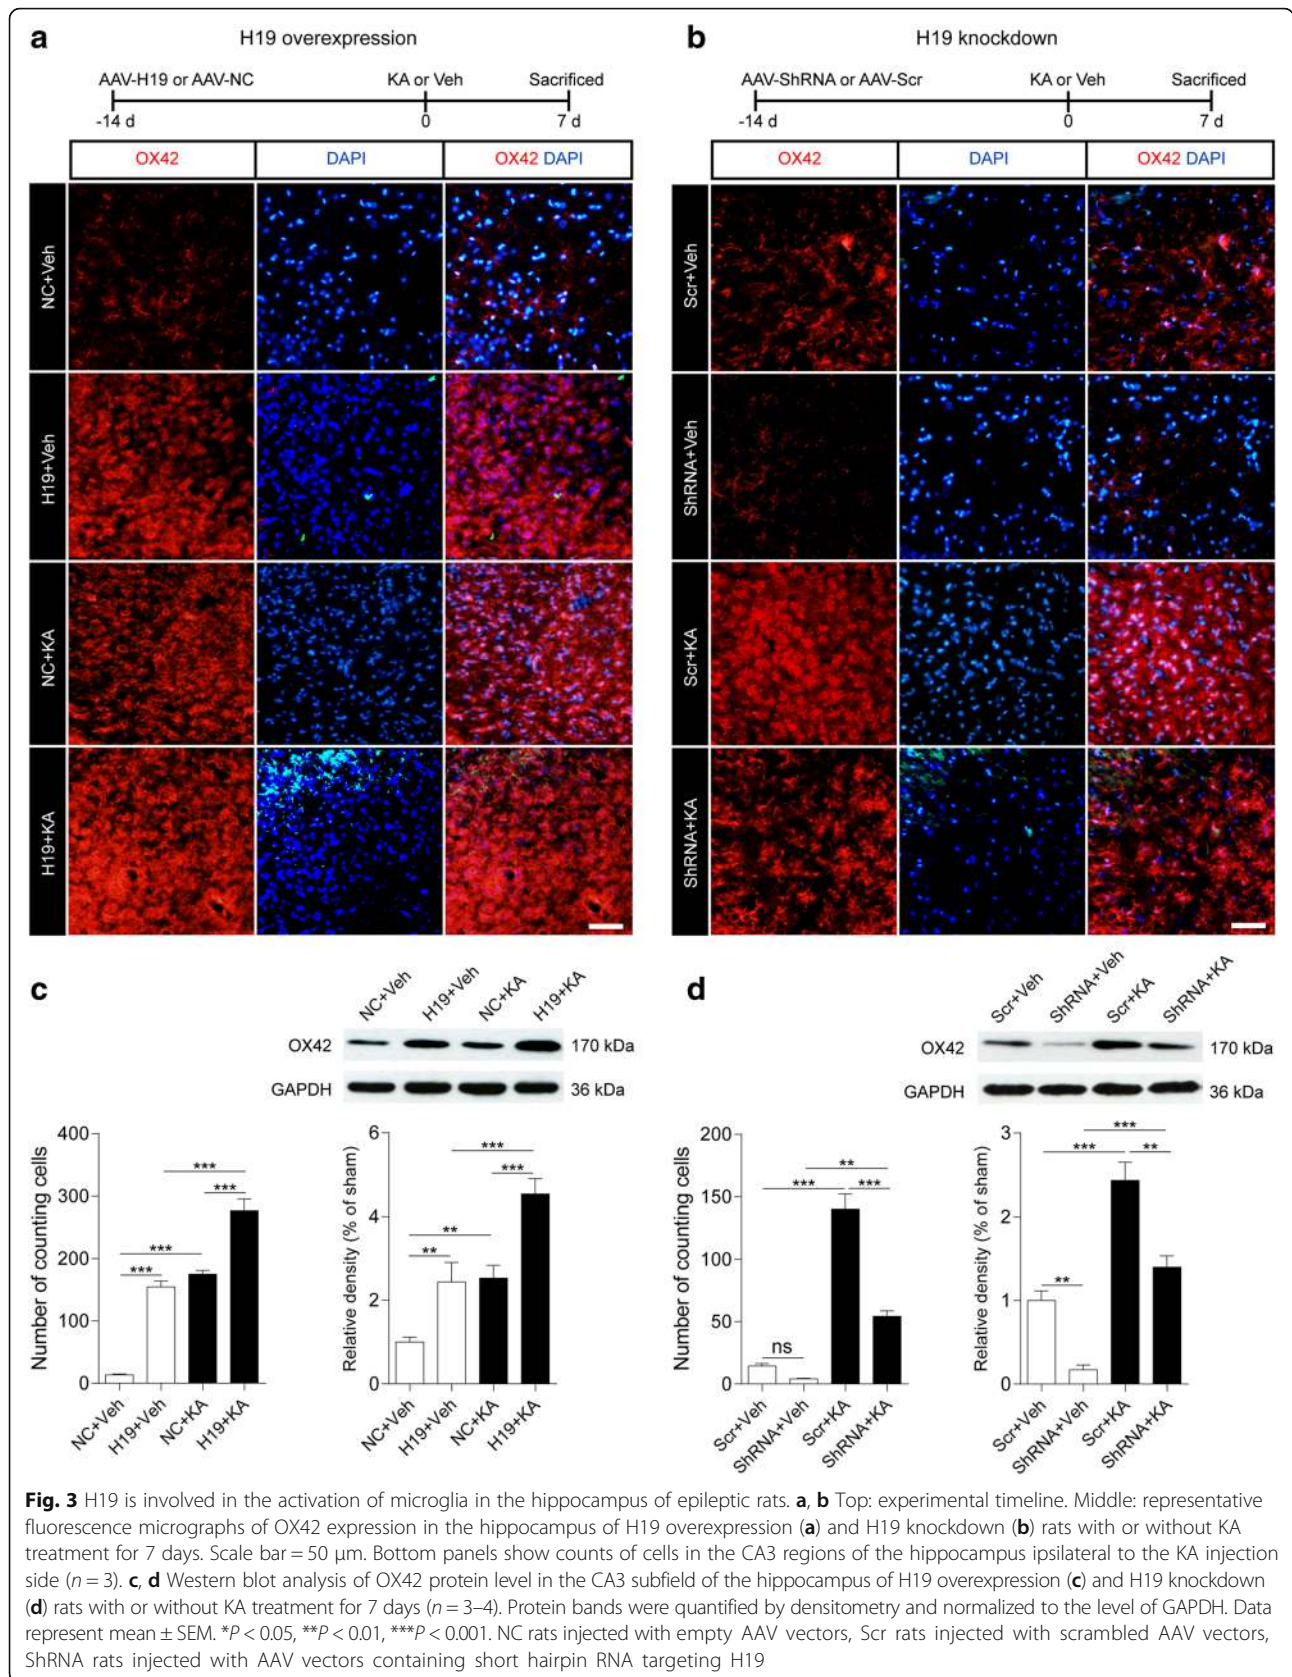 a
H19 overexpression
AAV-H19 or AAV-NC KA or Veh Sacrificed
-14 d 0 7 d
OX42 DAPI OX42 DAPI
NC+Veh
H19+Veh
NC+KA
H19+KA
b
H19 knockdown
AAV-ShRNA or AAV-Scr KA or Veh Sacrificed
-14 d 0 7 d
OX42 DAPI OX42 DAPI
Scr+Veh
ShRNA+Veh
Scr+KA
ShRNA+KA
c
NC+Veh H19+Veh NC+KA H19+KA
OX42 170 kDa
GAPDH 36 kDa
Number of counting cells
400
300
200
100
0
*** *** *** ***
NC+Veh H19+Veh NC+KA H19+KA
Relative density (% of sham)
6
4
2
0
*** *** ** **
NC+Veh H19+Veh NC+KA H19+KA
d
Scr+Veh ShRNA+Veh Scr+KA ShRNA+KA
OX42 170 kDa
GAPDH 36 kDa
Number of counting cells
200
150
100
50
0
** *** *** ns
Scr+Veh ShRNA+Veh Scr+KA ShRNA+KA
Relative density (% of sham)
3
2
1
0
*** *** ** **
Scr+Veh ShRNA+Veh Scr+KA ShRNA+KA
Fig. 3 H19 is involved in the activation of microglia in the hippocampus of epileptic rats. a, b Top: experimental timeline. Middle: representative
fluorescence micrographs of OX42 expression in the hippocampus of H19 overexpression (a) and H19 knockdown (b) rats with or without KA
treatment for 7 days. Scale bar = 50 μm. Bottom panels show counts of cells in the CA3 regions of the hippocampus ipsilateral to the KA injection
side (n = 3). c, d Western blot analysis of OX42 protein level in the CA3 subfield of the hippocampus of H19 overexpression (c) and H19 knockdown
(d) rats with or without KA treatment for 7 days (n = 3–4). Protein bands were quantified by densitometry and normalized to the level of GAPDH. Data
represent mean ± SEM. *P < 0.05, **P < 0.01, ***P < 0.001. NC rats injected with empty AAV vectors, Scr rats injected with scrambled AAV vectors,
ShRNA rats injected with AAV vectors containing short hairpin RNA targeting H19